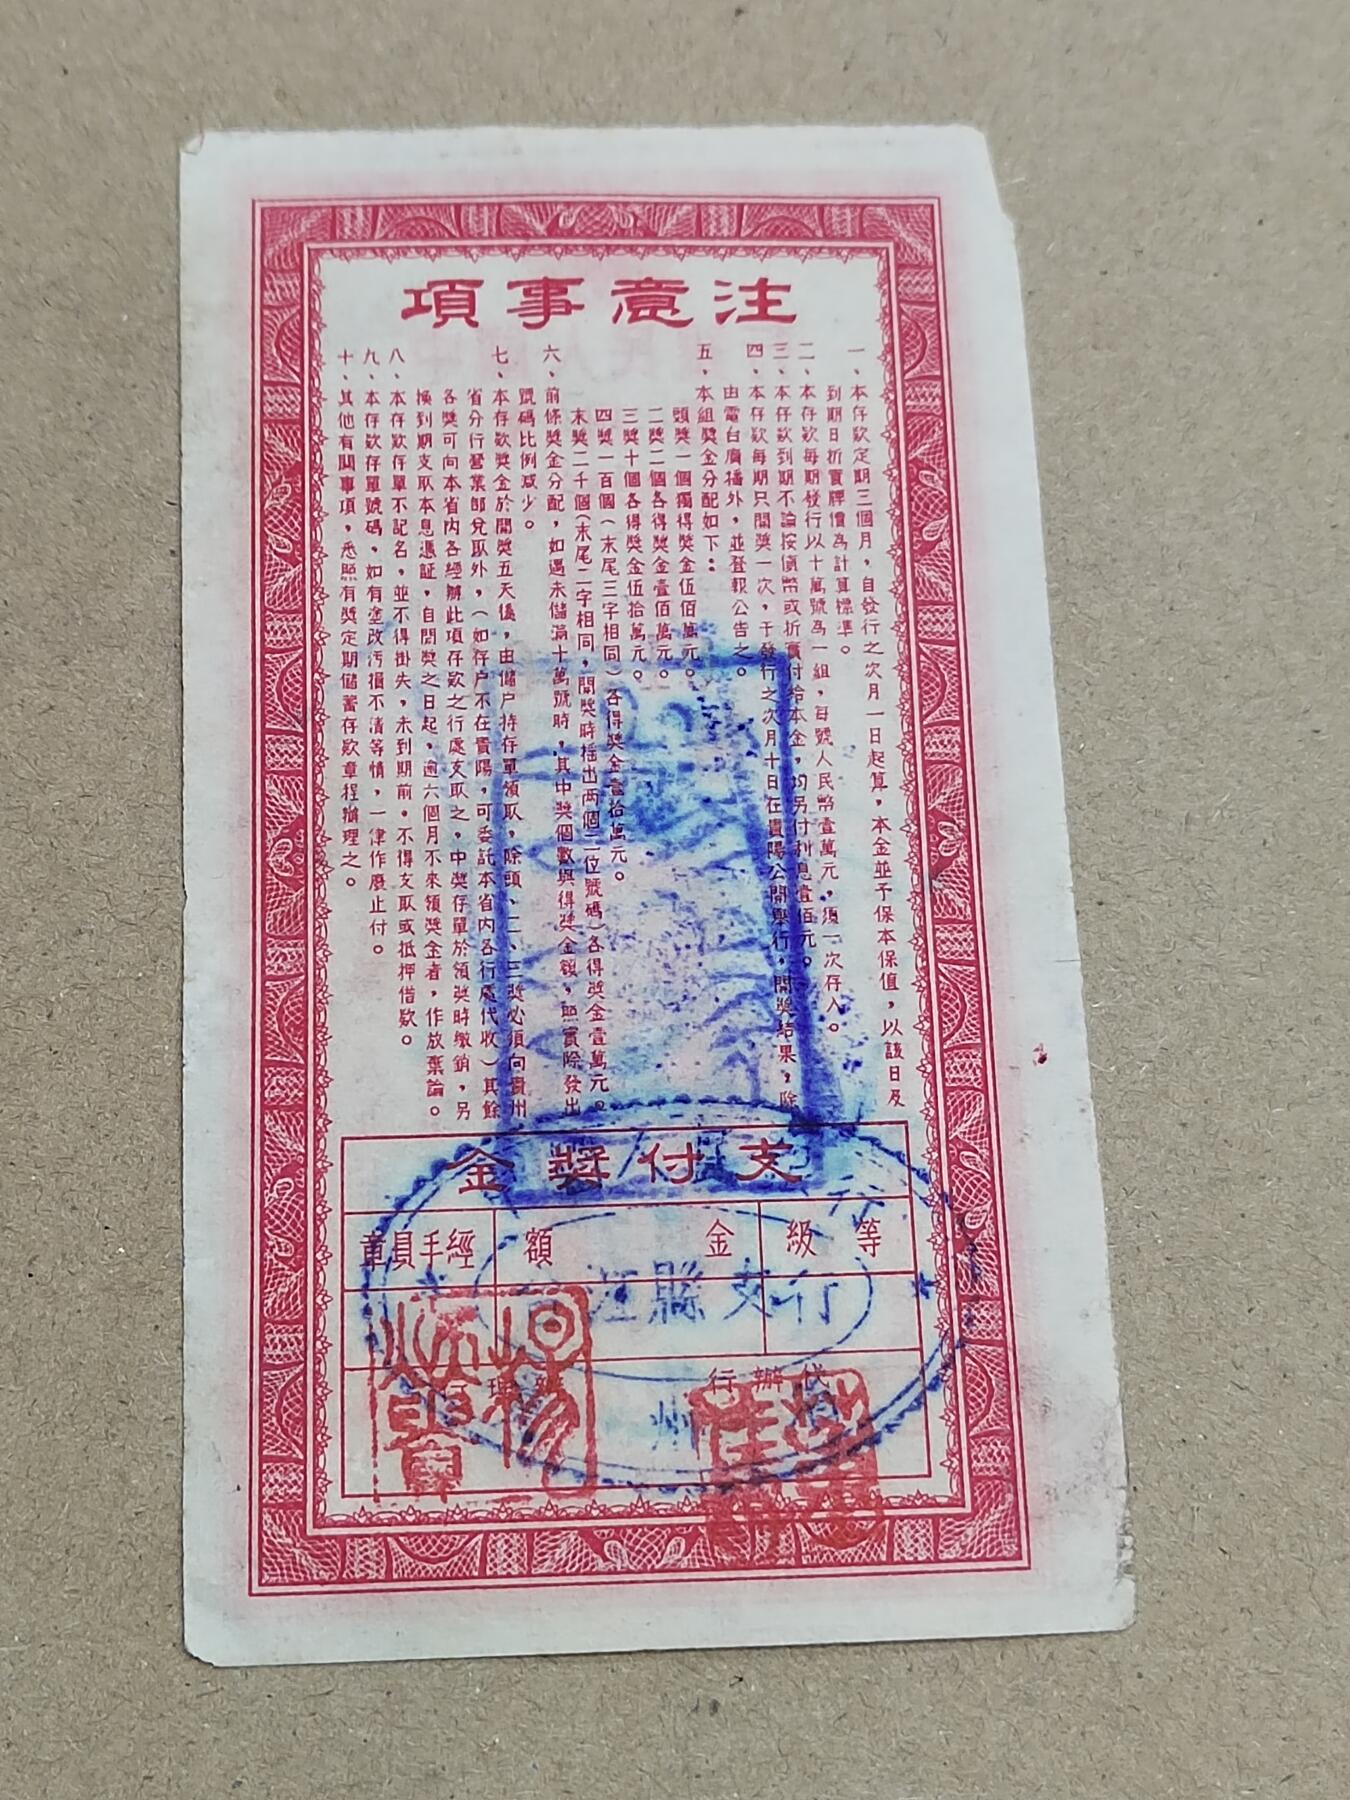 注意事項
一、本存款定期三個月，自發行之次月一日起算，本金並予保本保值，以該日及
到期日折實牌價為計算標準。
二、本存款每期發行以十萬號為一組，每號人民幣壹萬元，須一次存入。
三、本存款到期不論按貨幣或折實付給本金，均另付利息壹佰元。
四、本存款每期只開獎一次，于發行之次月十日在貴陽公開舉行，開獎結果，除
由電台廣播外，並登報公告之。
五、本組獎金分配如下：
頭獎一個獨得獎金伍佰萬元。
二獎二個各得獎金壹佰萬元。
三獎十個各得獎金伍拾萬元。
四獎一百個（末尾三字相同）各得獎金壹拾萬元。
末獎二千個（末尾二字相同，開獎時搖出两個二位號碼）各得獎金壹萬元。
六、前條獎金分配，如遇未儲滿十萬號時，其中獎個數與得獎金額，照實際發出
號碼比例减少。
七、本存款獎金於開獎五天後，由儲户持存單領取，除頭、二、三獎必須向貴州
省分行營業部兌取外，（如存户不在貴陽，可委託本省内各行處代收）其餘
各獎可向本省内各經辦此項存款之行處支取之，中獎存單於領獎時繳銷，另
換到期支取本息憑証，自開獎之日起，逾六個月不來領獎金者，作放棄論。
八、本存款存單不記名，並不得掛失，未到期前，不得支取或抵押借款。
九、本存款存單號碼，如有塗改污損不清等情，一律作廢止付。
十、其他有關事項，悉照有獎定期儲蓄存款章程辦理之。
支付獎金
等級
金額
經手員章
代辦行
江縣支行
州